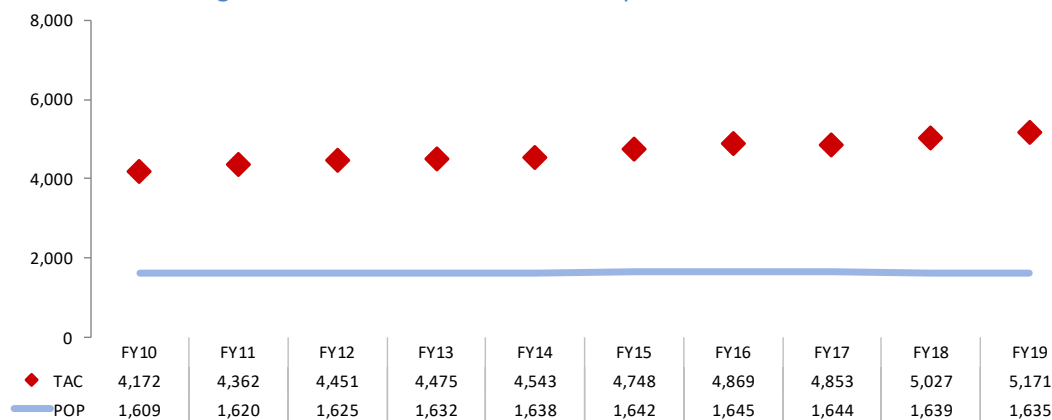 8,000
6,000
4,000
2,000
0
FY10 FY11 FY12 FY13 FY14 FY15 FY16 FY17 FY18 FY19
TAC 4,172 4,362 4,451 4,475 4,543 4,748 4,869 4,853 5,027 5,171
POP 1,609 1,620 1,625 1,632 1,638 1,642 1,645 1,644 1,639 1,635